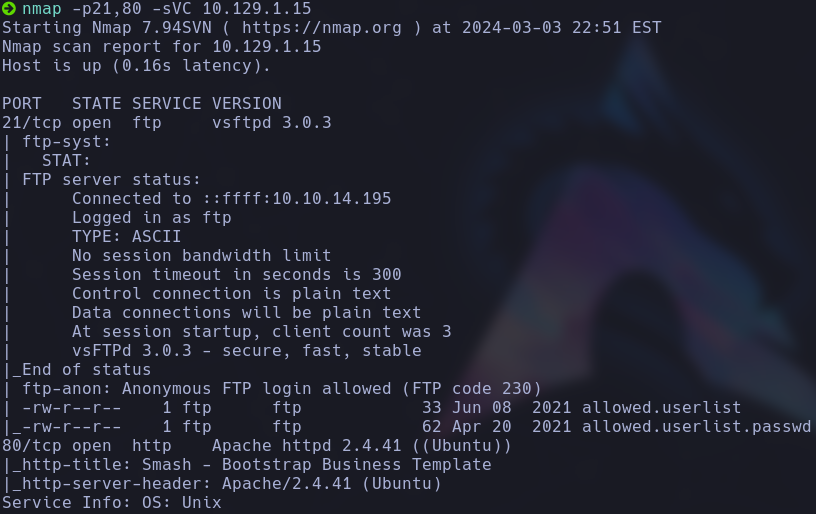 nmap -p21,80 -sVC 10.129.1.15
Starting Nmap 7.94SVN ( https://nmap.org ) at 2024-03-03 22:51 EST
Nmap scan report for 10.129.1.15
Host is up (0.16s latency).

PORT   STATE SERVICE VERSION
21/tcp open  ftp     vsftpd 3.0.3
| ftp-syst:
|   STAT:
| FTP server status:
|      Connected to ::ffff:10.10.14.195
|      Logged in as ftp
|      TYPE: ASCII
|      No session bandwidth limit
|      Session timeout in seconds is 300
|      Control connection is plain text
|      Data connections will be plain text
|      At session startup, client count was 3
|      vsFTPd 3.0.3 - secure, fast, stable
|_End of status
| ftp-anon: Anonymous FTP login allowed (FTP code 230)
| -rw-r--r--    1 ftp      ftp            33 Jun 08  2021 allowed.userlist
|_-rw-r--r--    1 ftp      ftp            62 Apr 20  2021 allowed.userlist.passwd
80/tcp open  http    Apache httpd 2.4.41 ((Ubuntu))
|_http-title: Smash - Bootstrap Business Template
|_http-server-header: Apache/2.4.41 (Ubuntu)
Service Info: OS: Unix